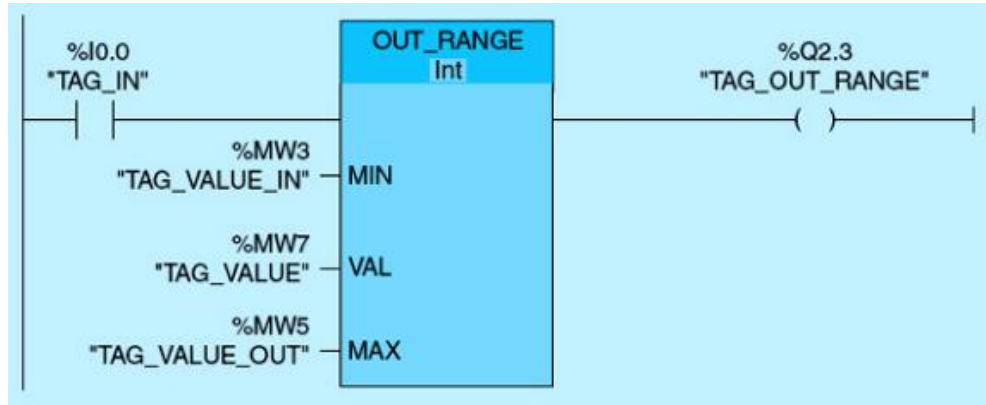 %I0.0
"TAG_IN"
OUT_RANGE
Int
%Q2.3
"TAG_OUT_RANGE"
%MW3
"TAG_VALUE_IN"
MIN
%MW7
"TAG_VALUE"
VAL
%MW5
"TAG_VALUE_OUT"
MAX